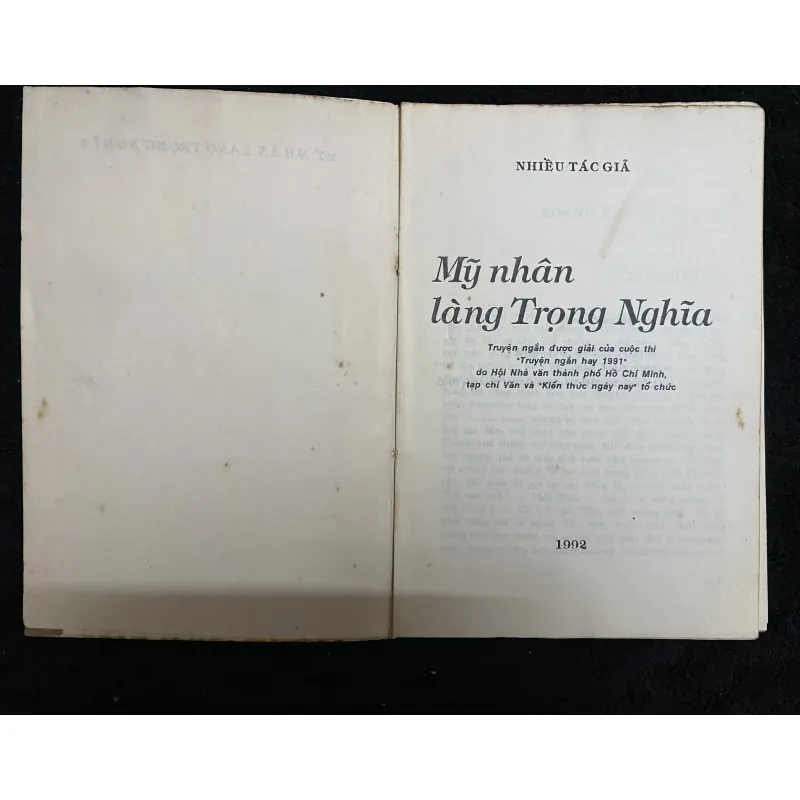 NHIỀU TÁC GIẢ
Mỹ nhân
làng Trọng Nghĩa
Truyện ngắn được giải của cuộc thi
"Truyện ngắn hay 1991"
do Hội Nhà văn thành phố Hồ Chí Minh,
tạp chí Văn và "Kiến thức ngày nay" tổ chức
1992